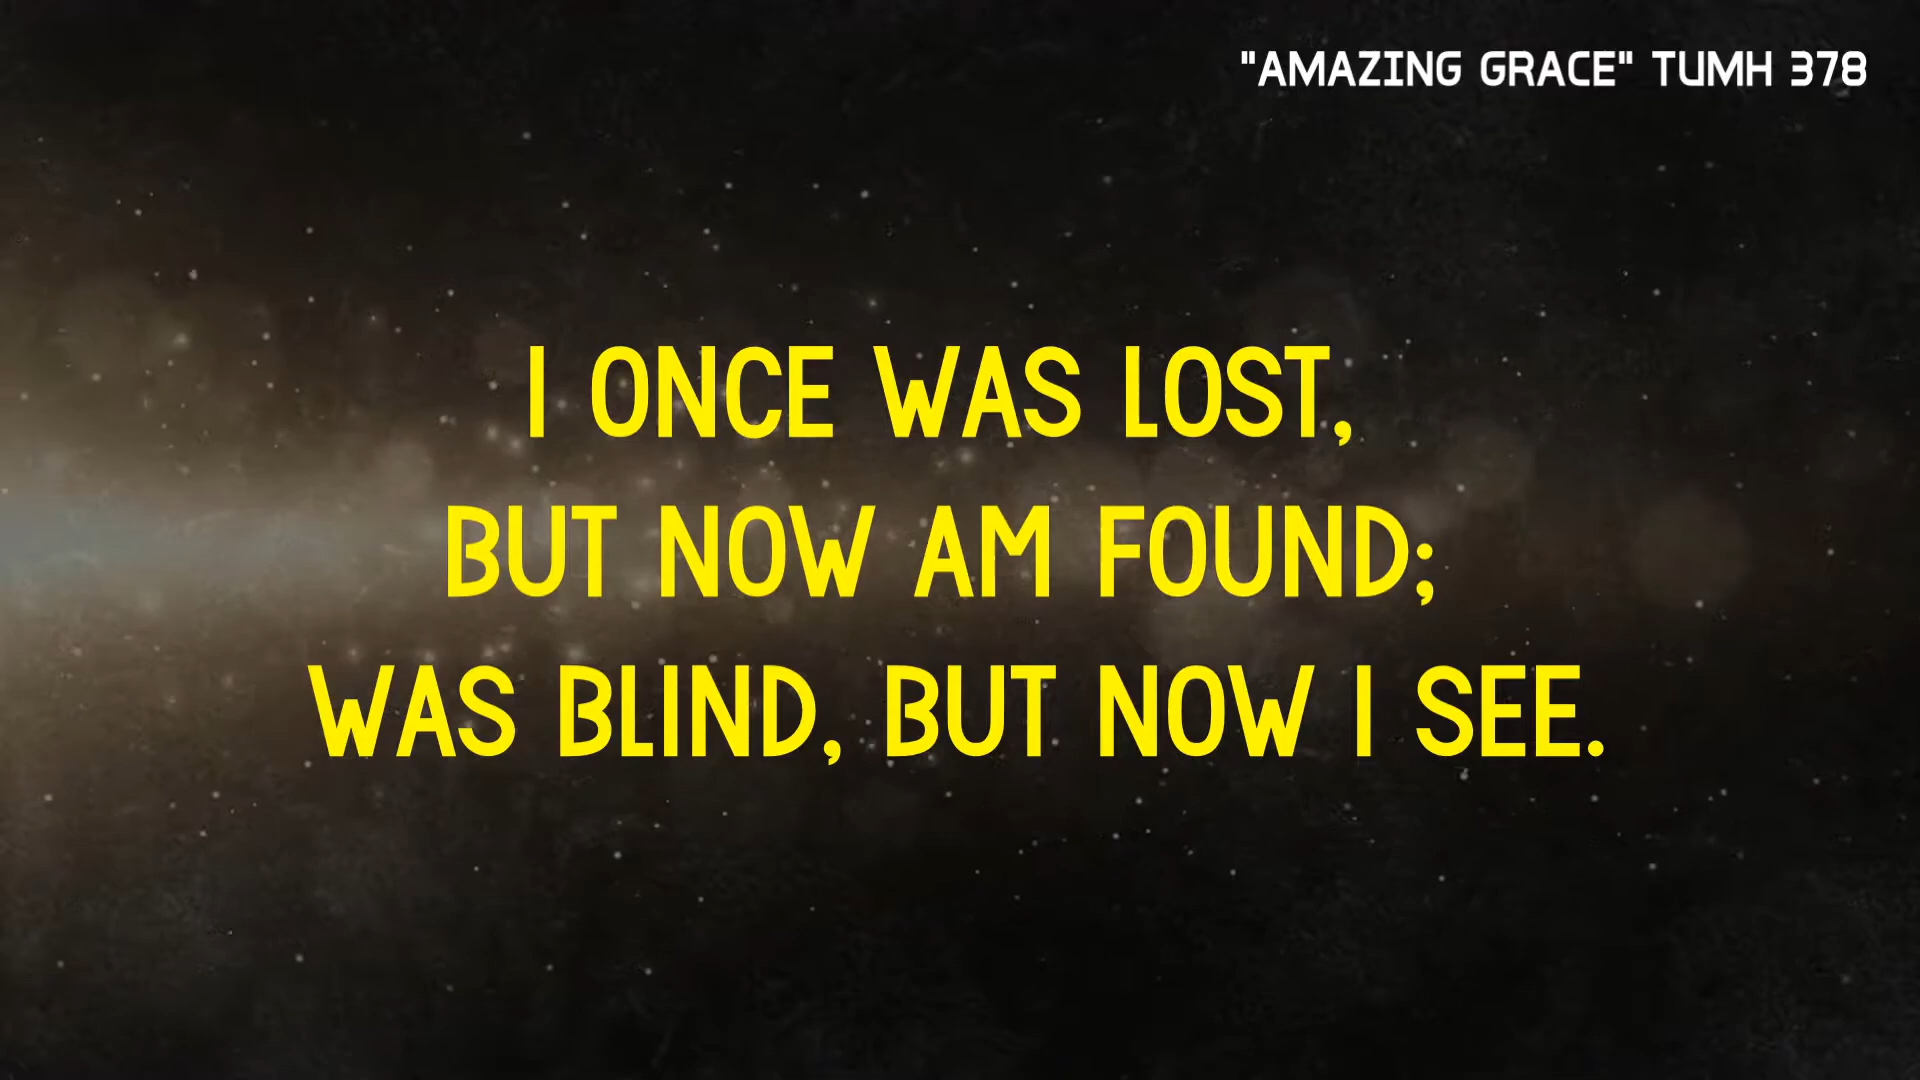 "AMAZING GRACE" TUMH 378
I ONCE WAS LOST,
BUT NOW AM FOUND;
WAS BLIND, BUT NOW I SEE.